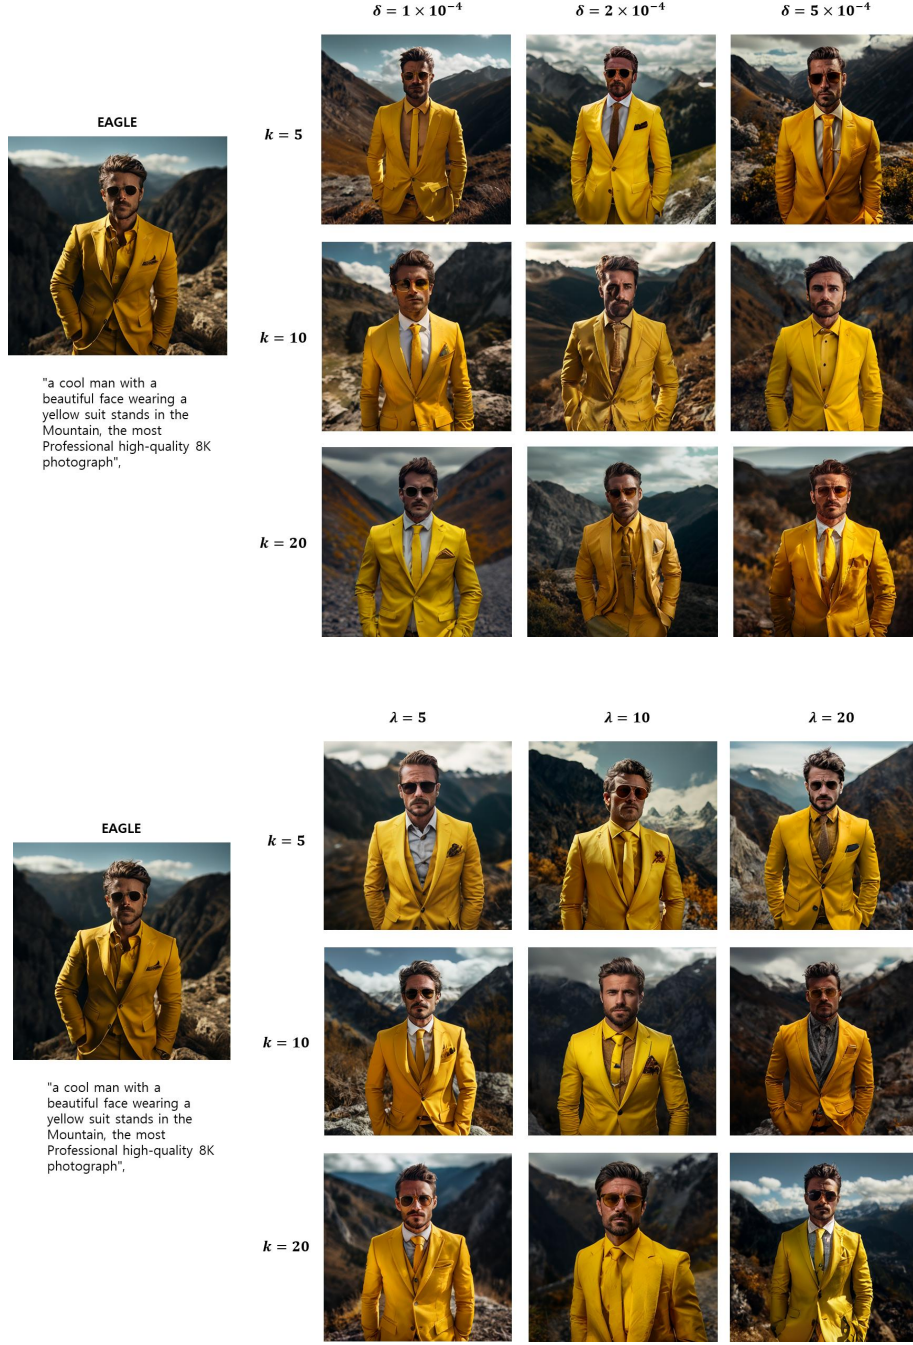 δ = 1 × 10⁻⁴ δ = 2 × 10⁻⁴ δ = 5 × 10⁻⁴
EAGLE
k = 5
k = 10
"a cool man with a
beautiful face wearing a
yellow suit stands in the
Mountain, the most
Professional high-quality 8K
photograph",
k = 20
λ = 5 λ = 10 λ = 20
EAGLE
k = 5
k = 10
"a cool man with a
beautiful face wearing a
yellow suit stands in the
Mountain, the most
Professional high-quality 8K
photograph",
k = 20